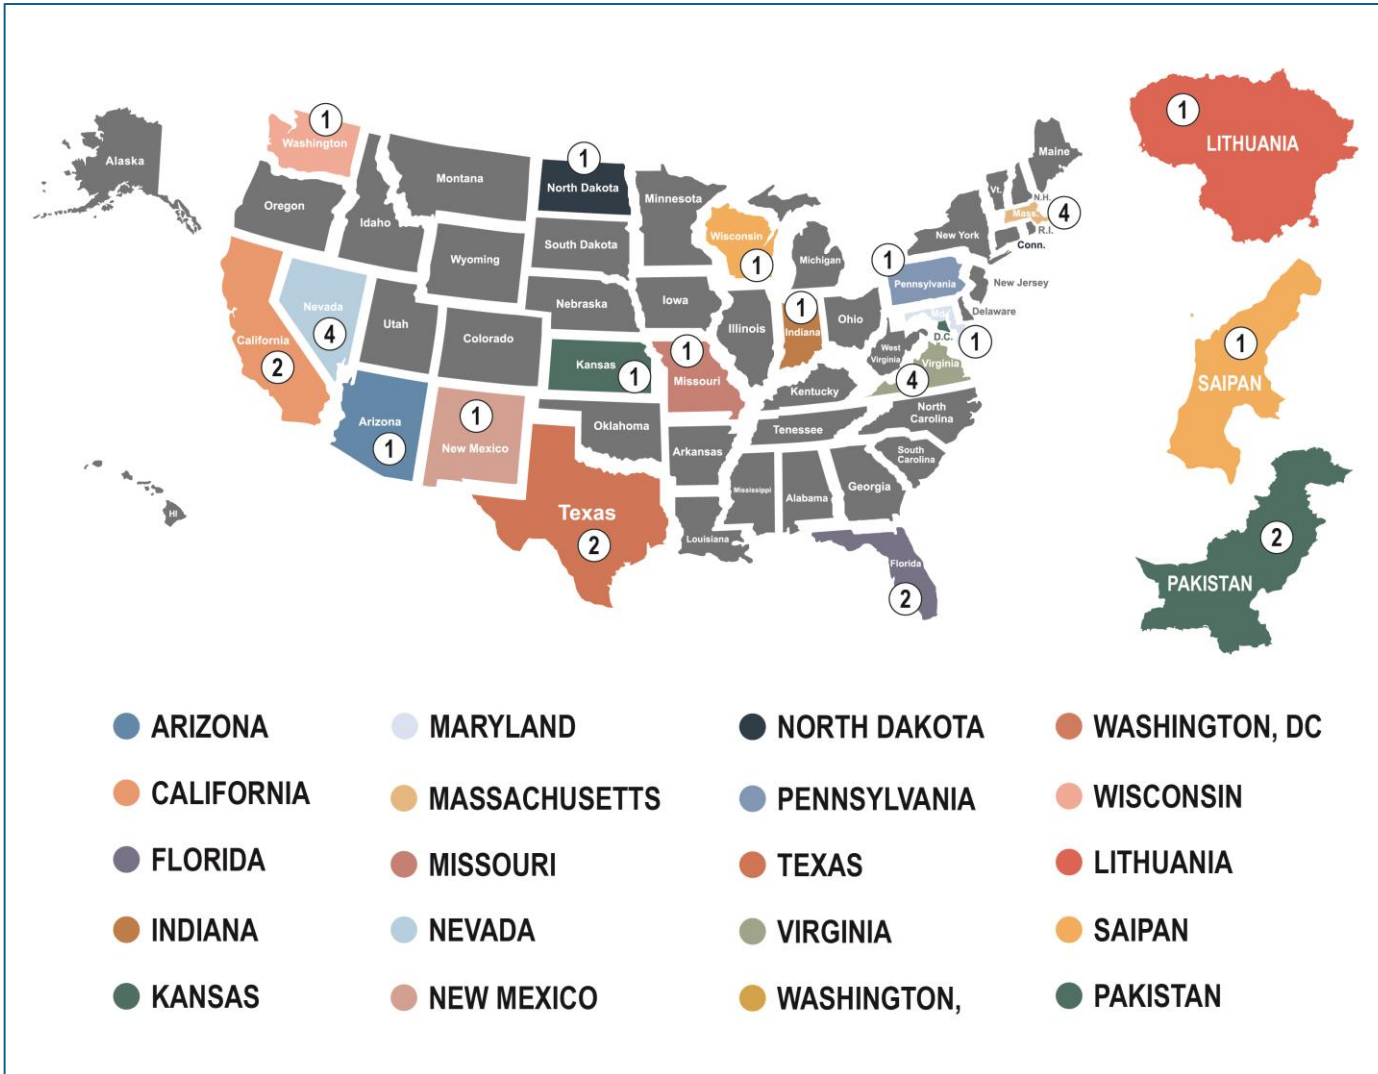 Alaska
HI
1
Washington
Oregon
Idaho
Montana
Wyoming
California
2
Nevada
4
Utah
Colorado
Arizona
1
1
New Mexico
1
North Dakota
South Dakota
Nebraska
Kansas
1
Oklahoma
Texas
2
Minnesota
Iowa
1
Missouri
Arkansas
Louisiana
Wisconsin
1
Illinois
Michigan
1
Indiana
Ohio
Kentucky
Tenessee
Mississippi
Alabama
Georgia
Florida
2
South
Carolina
North
Carolina
West
Virginia
Virginia
4
D.C.
1
Md.
Delaware
New Jersey
1
Pennsylvania
New York
Conn.
R.I.
Mass.
4
N.H.
Vt.
Maine
1
LITHUANIA
1
SAIPAN
2
PAKISTAN
ARIZONA
CALIFORNIA
FLORIDA
INDIANA
KANSAS
MARYLAND
MASSACHUSETTS
MISSOURI
NEVADA
NEW MEXICO
NORTH DAKOTA
PENNSYLVANIA
TEXAS
VIRGINIA
WASHINGTON,
WASHINGTON, DC
WISCONSIN
LITHUANIA
SAIPAN
PAKISTAN